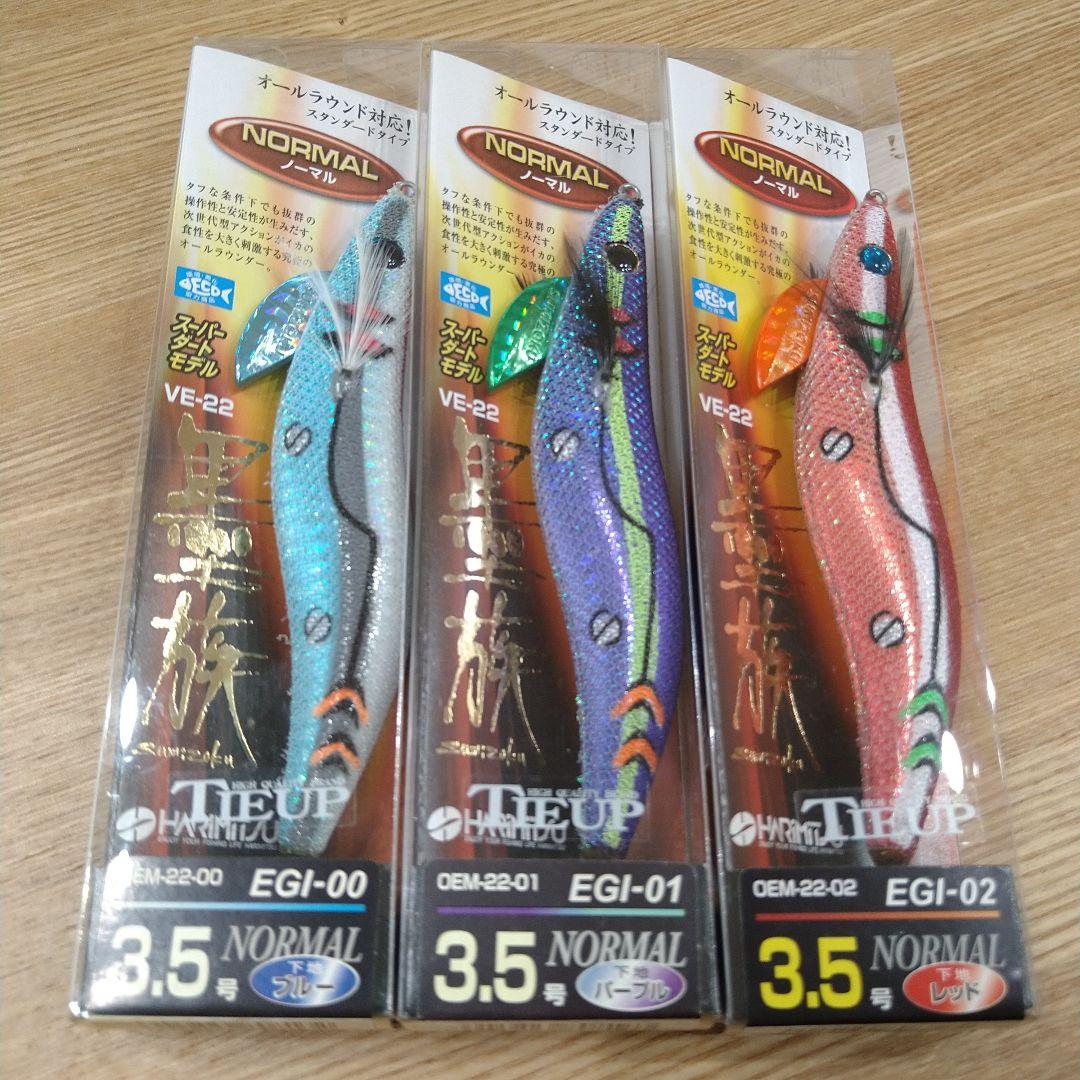 オールラウンド対応!
スタンダードタイプ
NORMAL
ノーマル
タフな条件下でも抜群の
操作性と安定性が生みだす。
次世代型アクションがイカの
食性を大きく刺激する究極の
オールラウンダー。
ECO
スーパー
ダート
モデル
VE-22
墨族
Sumizoku
HIGH QUALITY
TIEUP
HARIMITSU
OEM-22-00 EGI-00
3.5号 NORMAL
下地
ブルー
オールラウンド対応!
スタンダードタイプ
NORMAL
ノーマル
タフな条件下でも抜群の
操作性と安定性が生みだす。
次世代型アクションがイカの
食性を大きく刺激する究極の
オールラウンダー。
ECO
スーパー
ダート
モデル
VE-22
墨族
Sumizoku
HIGH QUALITY
TIEUP
HARIMITSU
OEM-22-01 EGI-01
3.5号 NORMAL
下地
パープル
オールラウンド対応!
スタンダードタイプ
NORMAL
ノーマル
タフな条件下でも抜群の
操作性と安定性が生みだす。
次世代型アクションがイカの
食性を大きく刺激する究極の
オールラウンダー。
ECO
スーパー
ダート
モデル
VE-22
墨族
Sumizoku
HIGH QUALITY
TIEUP
HARIMITSU
OEM-22-02 EGI-02
3.5号 NORMAL
下地
レッド